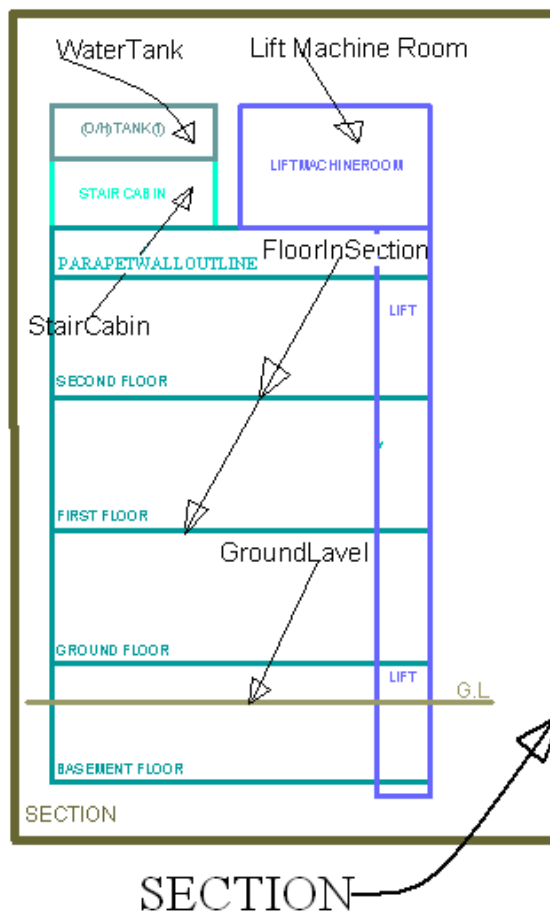 WaterTank
Lift Machine Room
(O/H)TANK(1)
LIFTMACHINEROOM
STAIR CABIN
FloorInSection
PARAPETWALLOUTLINE
LIFT
StairCabin
SECOND FLOOR
FIRST FLOOR
GroundLavel
GROUND FLOOR
LIFT
G.L
BASEMENT FLOOR
SECTION
SECTION